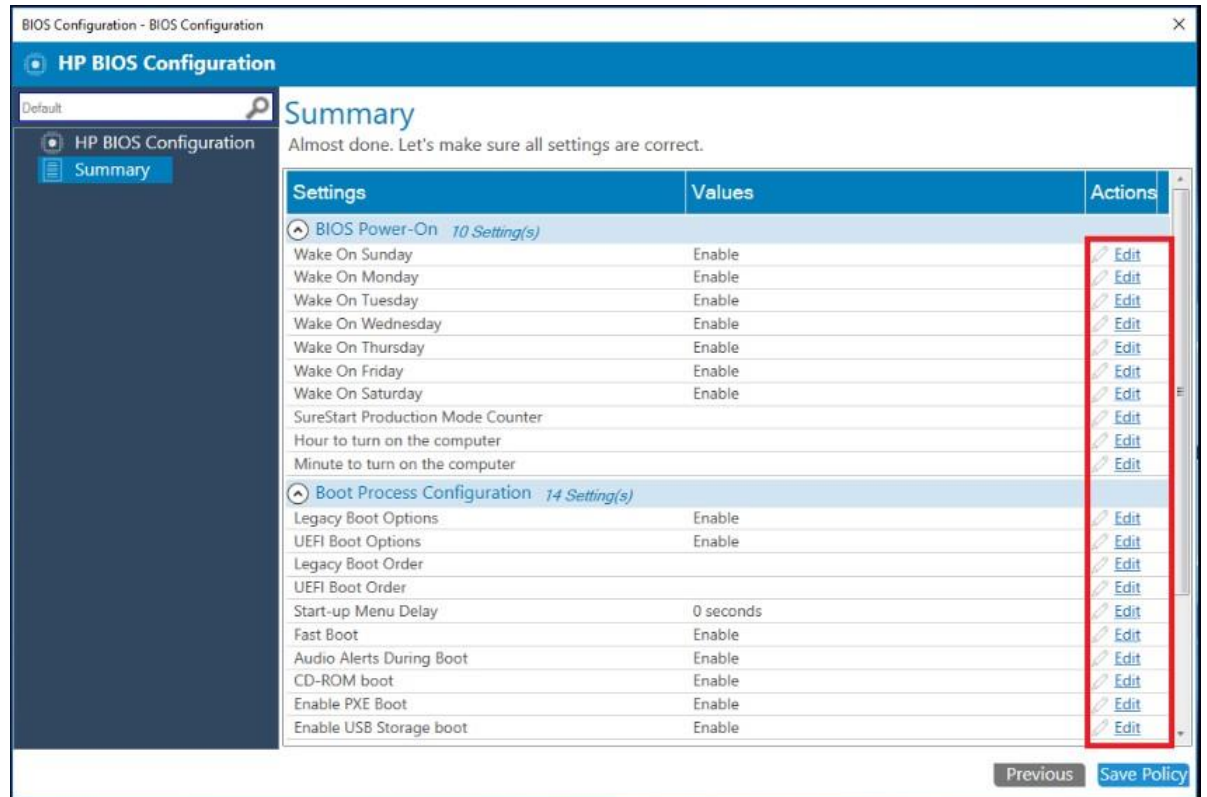 BIOS Configuration - BIOS Configuration
HP BIOS Configuration
Default
HP BIOS Configuration
Summary
Summary
Almost done. Let's make sure all settings are correct.
Settings Values Actions
BIOS Power-On 10 Setting(s)
Wake On Sunday Enable Edit
Wake On Monday Enable Edit
Wake On Tuesday Enable Edit
Wake On Wednesday Enable Edit
Wake On Thursday Enable Edit
Wake On Friday Enable Edit
Wake On Saturday Enable Edit
SureStart Production Mode Counter Edit
Hour to turn on the computer Edit
Minute to turn on the computer Edit
Boot Process Configuration 14 Setting(s)
Legacy Boot Options Enable Edit
UEFI Boot Options Enable Edit
Legacy Boot Order Edit
UEFI Boot Order Edit
Start-up Menu Delay 0 seconds Edit
Fast Boot Enable Edit
Audio Alerts During Boot Enable Edit
CD-ROM boot Enable Edit
Enable PXE Boot Enable Edit
Enable USB Storage boot Enable Edit
Previous Save Policy